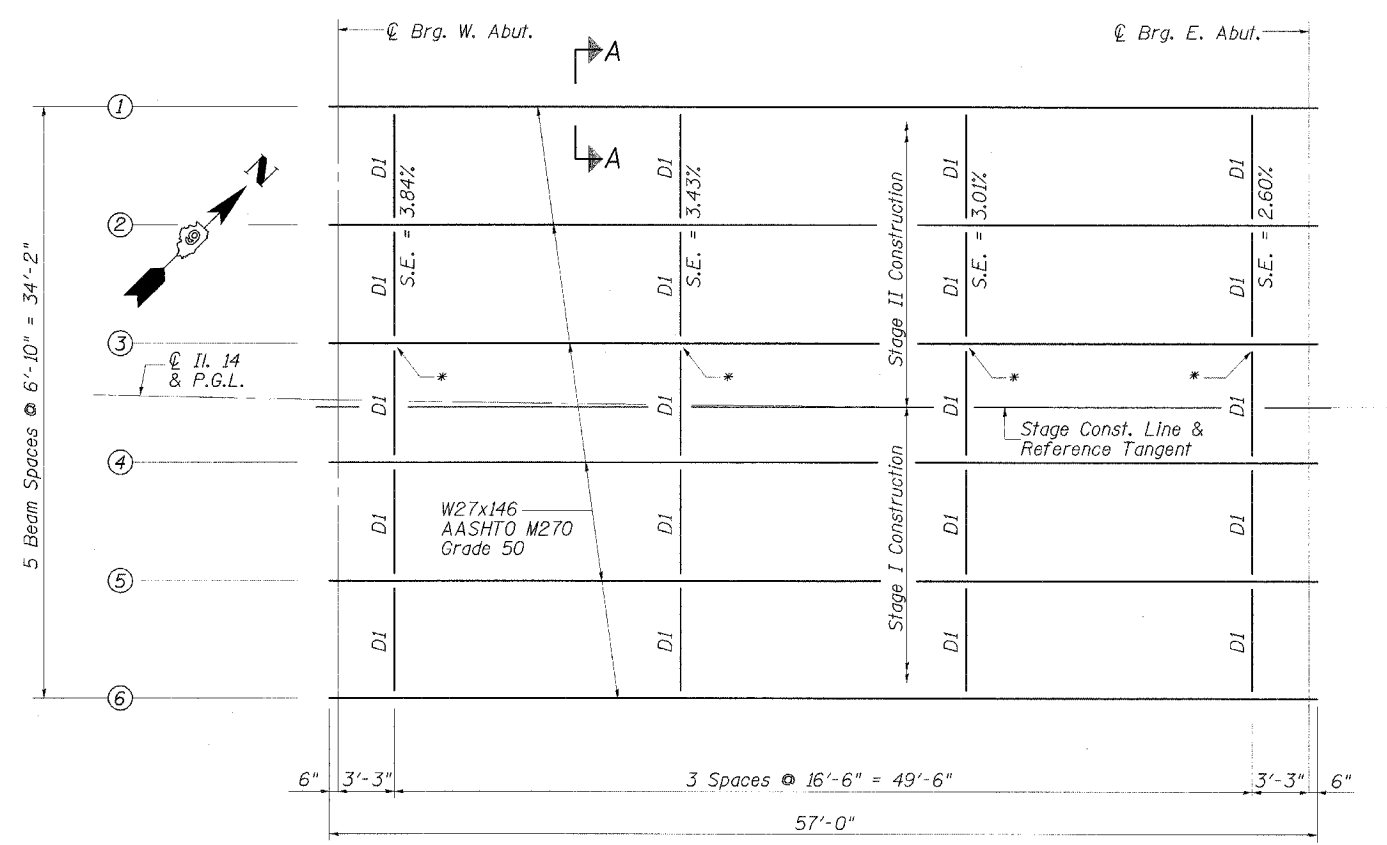 ℄ Brg. W. Abut.
℄ Brg. E. Abut.
A
A
1
2
3
4
5
6
N
5 Beam Spaces @ 6'-10" = 34'-2"
℄ Il. 14
& P.G.L.
D1
D1
D1
D1
D1
S.E. = 3.84%
D1
D1
D1
D1
D1
S.E. = 3.43%
D1
D1
D1
D1
D1
S.E. = 3.01%
D1
D1
D1
D1
D1
S.E. = 2.60%
*
*
*
*
Stage II Construction
Stage I Construction
Stage Const. Line &
Reference Tangent
W27x146
AASHTO M270
Grade 50
6"
3'-3"
3 Spaces @ 16'-6" = 49'-6"
3'-3"
6"
57'-0"